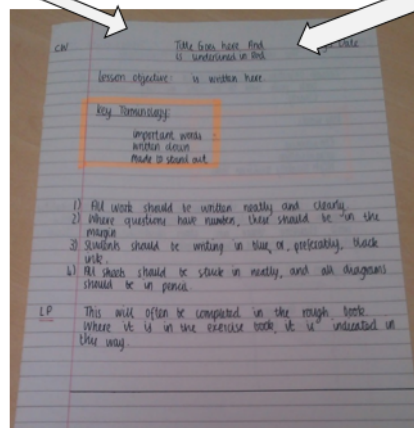 CW Title Goes here And Date
is underlined in Red
Lesson objective: is written here
Key Terminology:
important words
written down
made to stand out
1) All work should be written neatly and clearly.
2) Where questions have numbers, these should be in the
margin
3) Students should be writing in blue, or, preferably, black
ink.
4) All sheets should be stuck in neatly, and all diagrams
should be in pencil.
LP This will often be completed in the rough book.
Where it is in the exercise book, it is indicated in
this way.